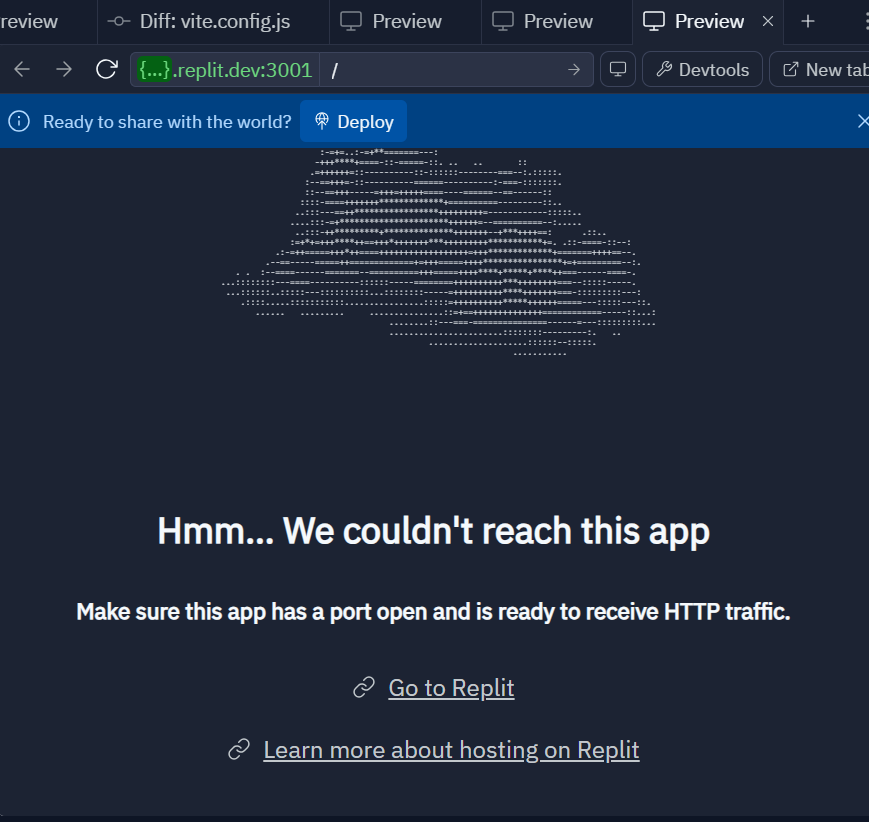 review Diff: vite.config.js Preview Preview Preview
{...}.replit.dev:3001 / Devtools New tab
Ready to share with the world? Deploy
Hmm... We couldn't reach this app
Make sure this app has a port open and is ready to receive HTTP traffic.
Go to Replit
Learn more about hosting on Replit